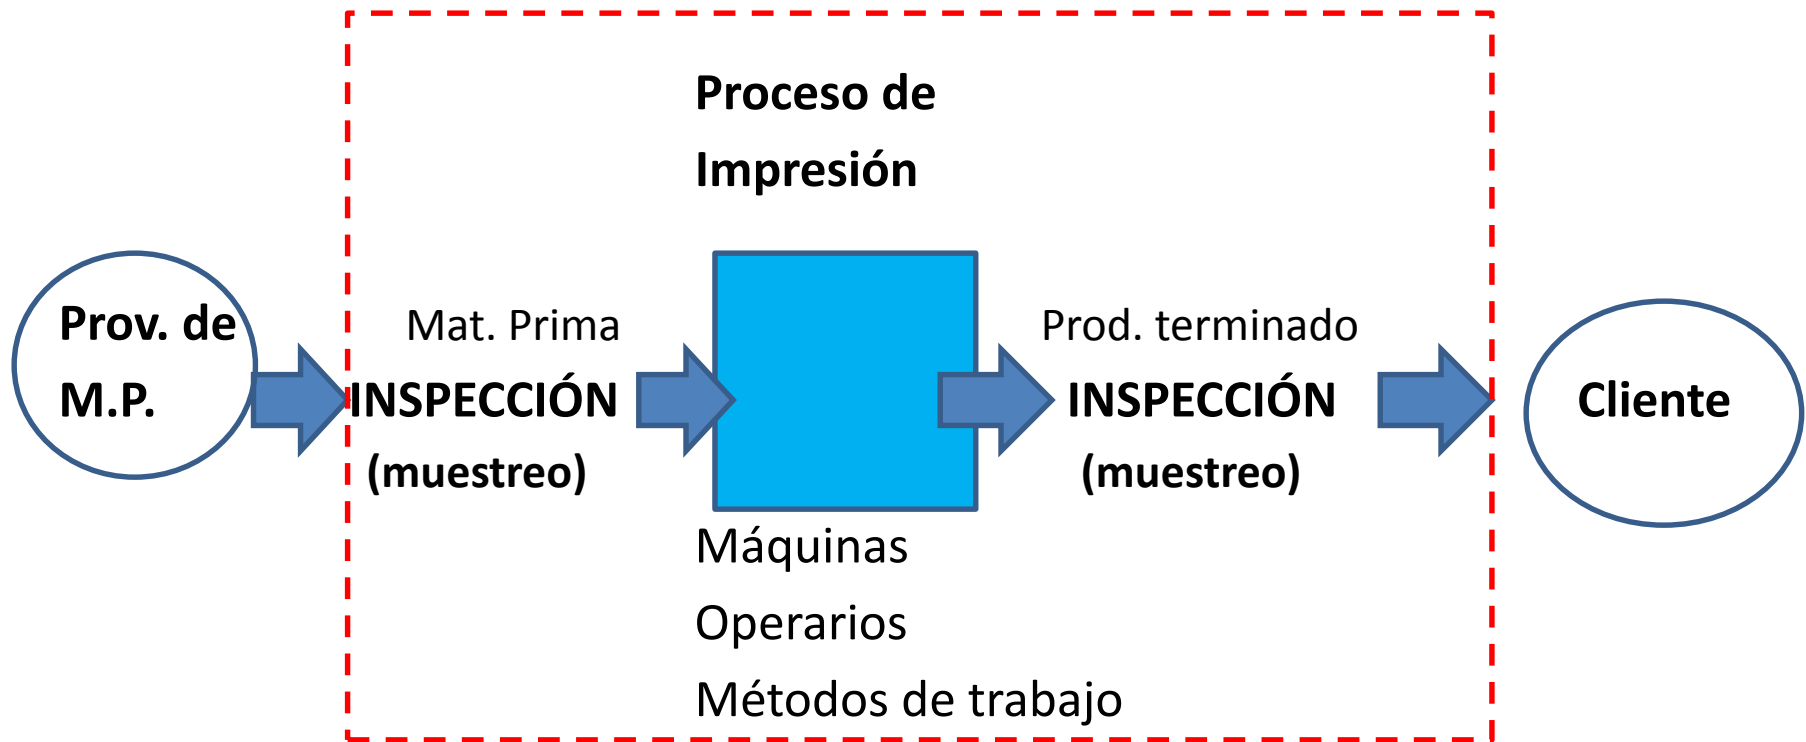 Proceso de
Impresión
Prov. de
M.P.
Mat. Prima
INSPECCIÓN
(muestreo)
Prod. terminado
INSPECCIÓN
(muestreo)
Cliente
Máquinas
Operarios
Métodos de trabajo